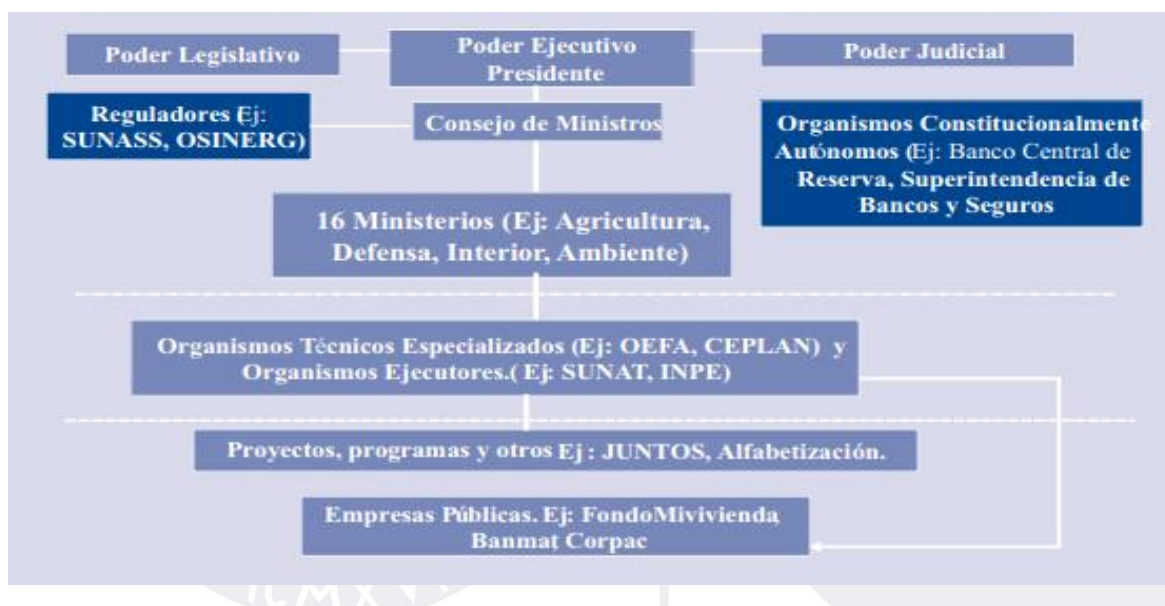 Poder Legislativo
Poder Ejecutivo
Presidente
Poder Judicial
Reguladores (Ej:
SUNASS, OSINERG)
Consejo de Ministros
Organismos Constitucionalmente
Autónomos (Ej: Banco Central de
Reserva, Superintendencia de
Bancos y Seguros
16 Ministerios (Ej: Agricultura,
Defensa, Interior, Ambiente)
Organismos Técnicos Especializados (Ej: OEFA, CEPLAN) y
Organismos Ejecutores.( Ej: SUNAT, INPE)
Proyectos, programas y otros Ej : JUNTOS, Alfabetización.
Empresas Públicas. Ej: FondoMivivienda,
Banmat, Corpac